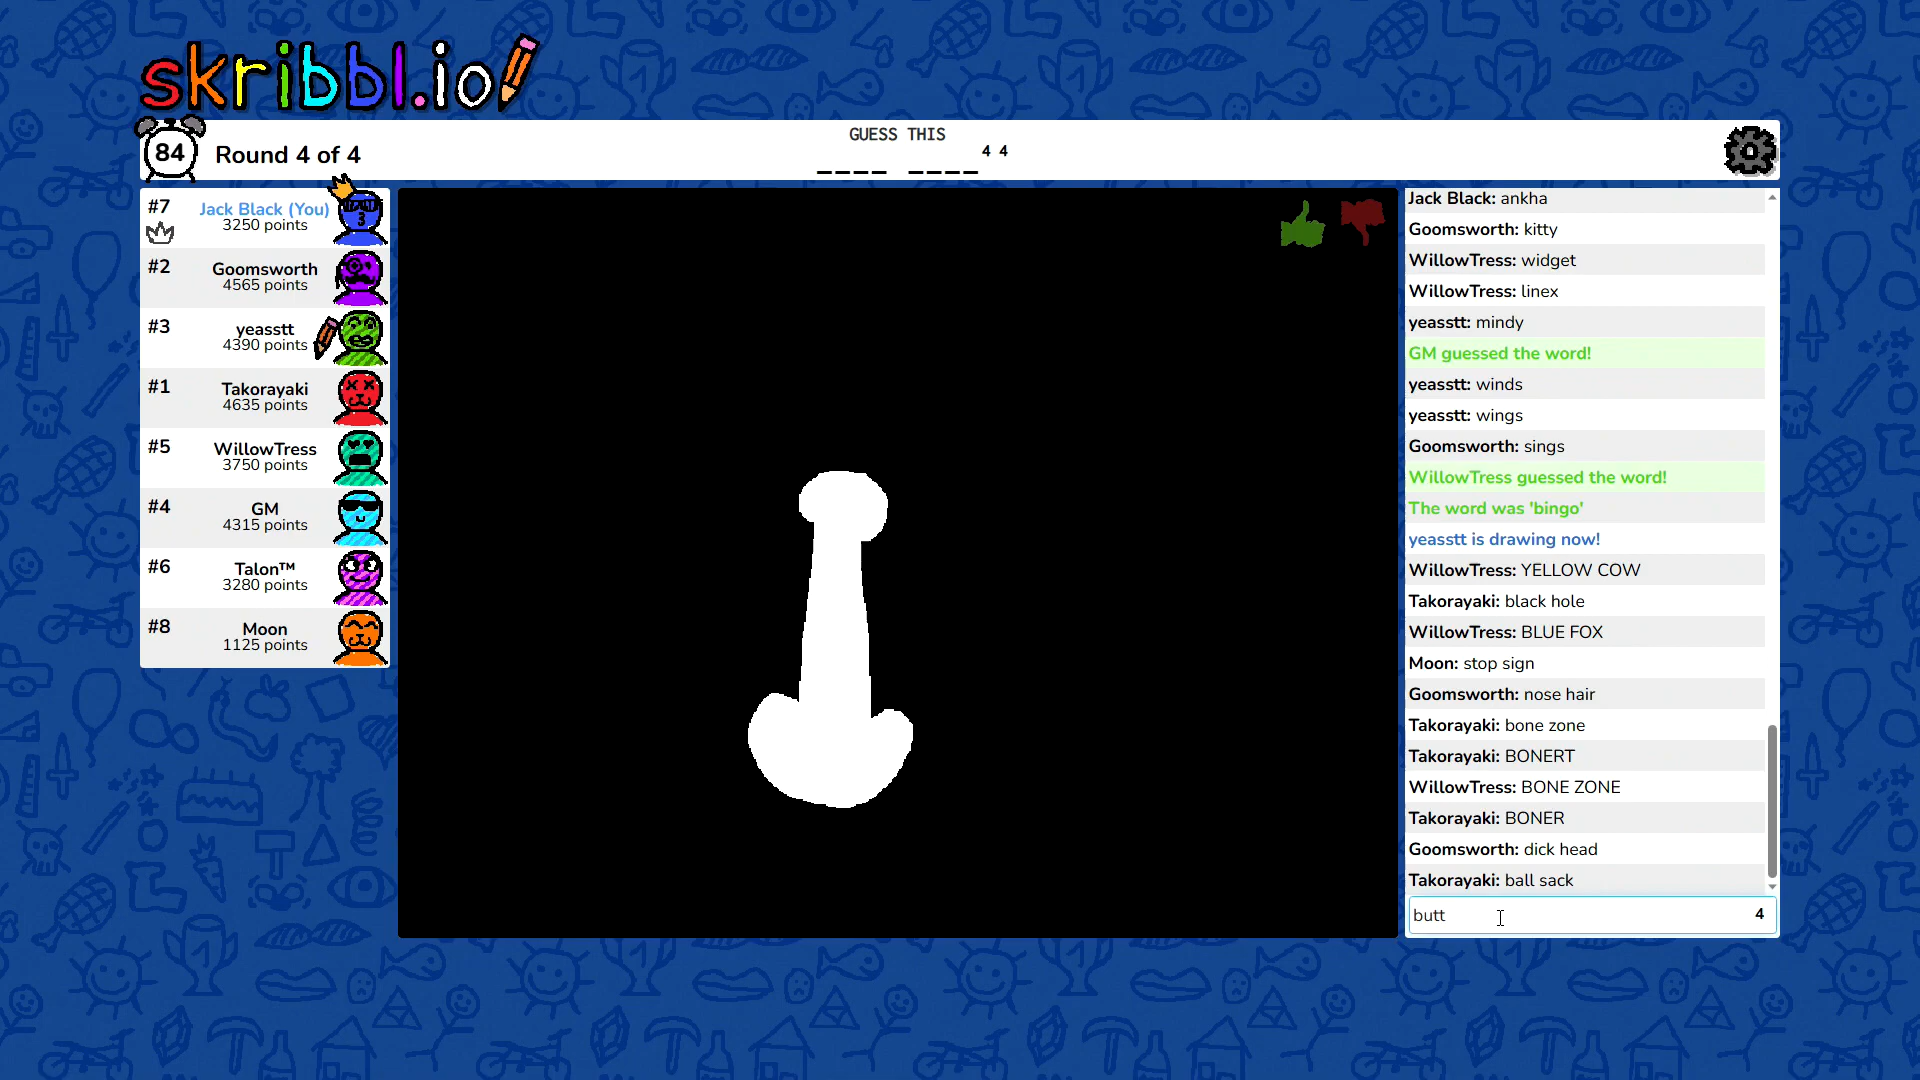 skribbl.io
84
Round 4 of 4
GUESS THIS
____ ____ 4 4
#7
Jack Black (You)
3250 points
#2
Goomsworth
4565 points
#3
yeasstt
4390 points
#1
Takorayaki
4635 points
#5
WillowTress
3750 points
#4
GM
4315 points
#6
Talon™
3280 points
#8
Moon
1125 points
Jack Black: ankha
Goomsworth: kitty
WillowTress: widget
WillowTress: linex
yeasstt: mindy
GM guessed the word!
yeasstt: winds
yeasstt: wings
Goomsworth: sings
WillowTress guessed the word!
The word was 'bingo'
yeasstt is drawing now!
WillowTress: YELLOW COW
Takorayaki: black hole
WillowTress: BLUE FOX
Moon: stop sign
Goomsworth: nose hair
Takorayaki: bone zone
Takorayaki: BONERT
WillowTress: BONE ZONE
Takorayaki: BONER
Goomsworth: dick head
Takorayaki: ball sack
butt 4